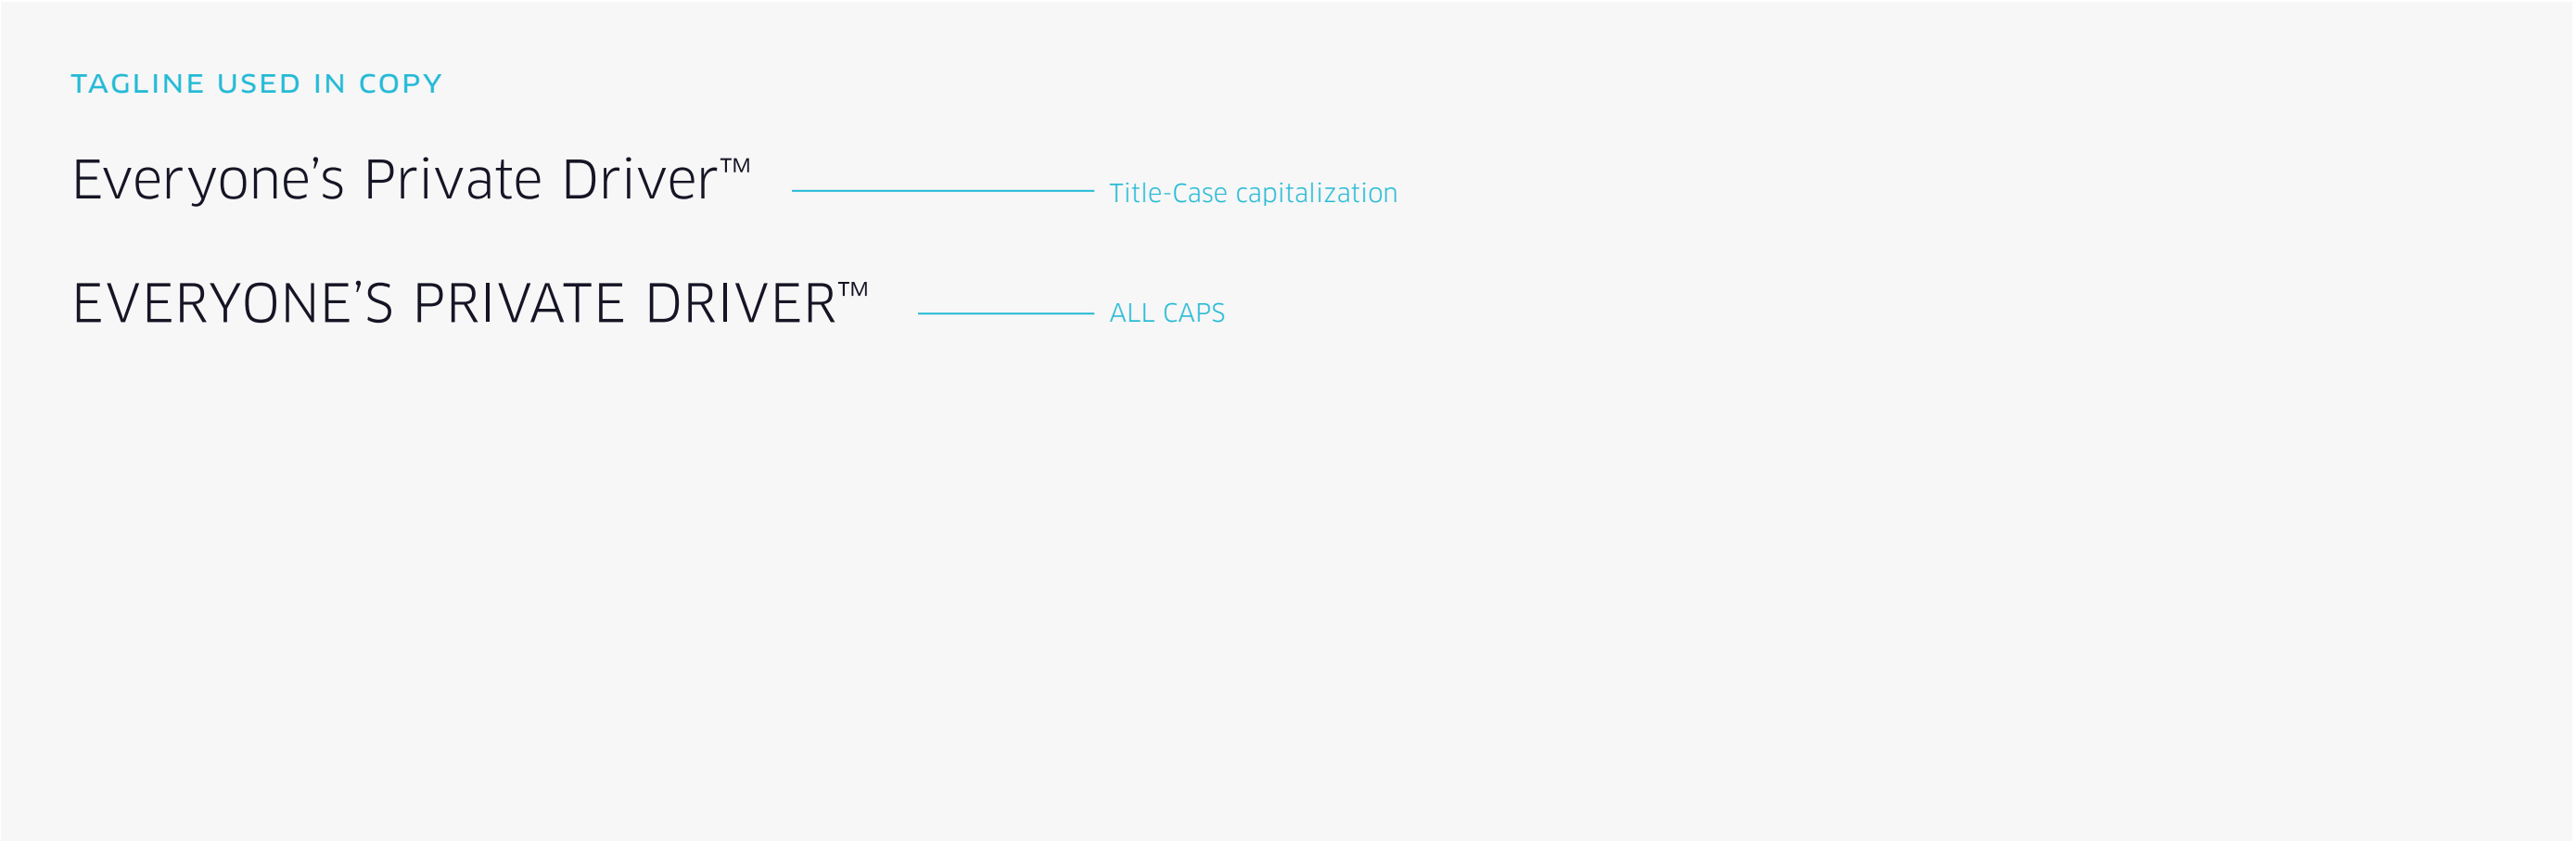 TAGLINE USED IN COPY
Everyone’s Private Driver™
Title-Case capitalization
EVERYONE’S PRIVATE DRIVER™
ALL CAPS